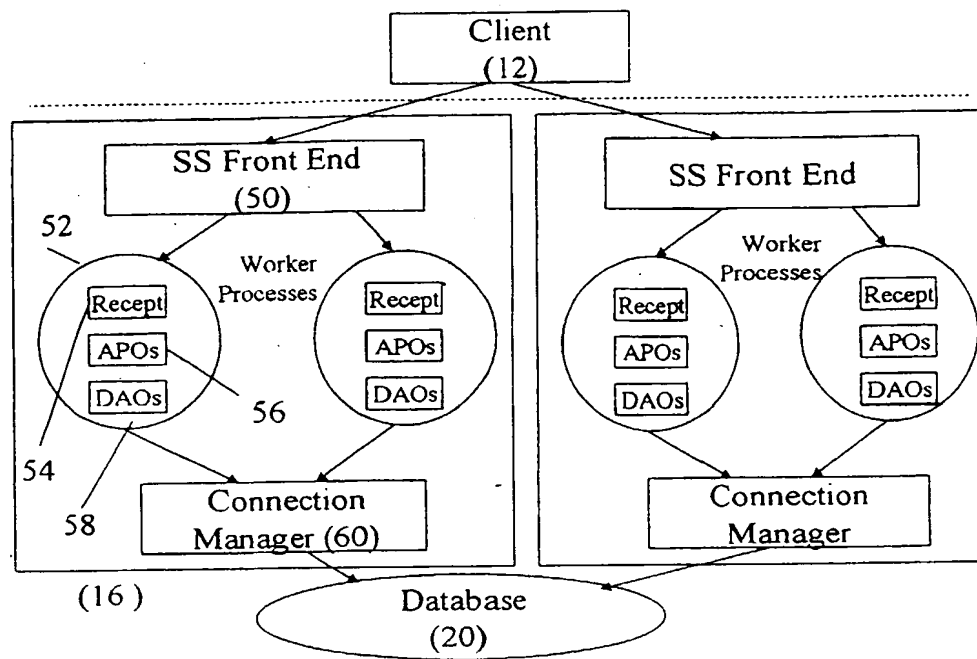 Client
(12)
SS Front End
(50)
SS Front End
52
Worker
Processes
Worker
Processes
Recept
APOs
DAOs
Recept
APOs
DAOs
Recept
APOs
DAOs
Recept
APOs
DAOs
56
54
58
Connection
Manager (60)
Connection
Manager
(16 )
Database
(20)